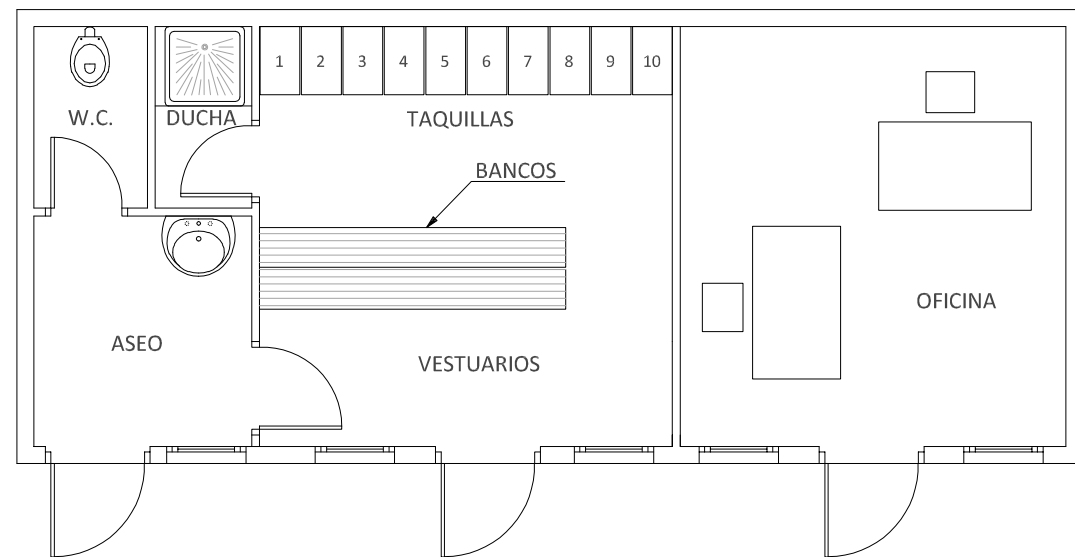 1 2 3 4 5 6 7 8 9 10
W.C.
DUCHA
TAQUILLAS
BANCOS
OFICINA
ASEO
VESTUARIOS